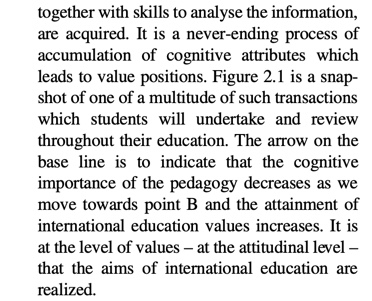 together with skills to analyse the information,
are acquired. It is a never-ending process of
accumulation of cognitive attributes which
leads to value positions. Figure 2.1 is a snap-
shot of one of a multitude of such transactions
which students will undertake and review
throughout their education. The arrow on the
base line is to indicate that the cognitive
importance of the pedagogy decreases as we
move towards point B and the attainment of
international education values increases. It is
at the level of values – at the attitudinal level –
that the aims of international education are
realized.